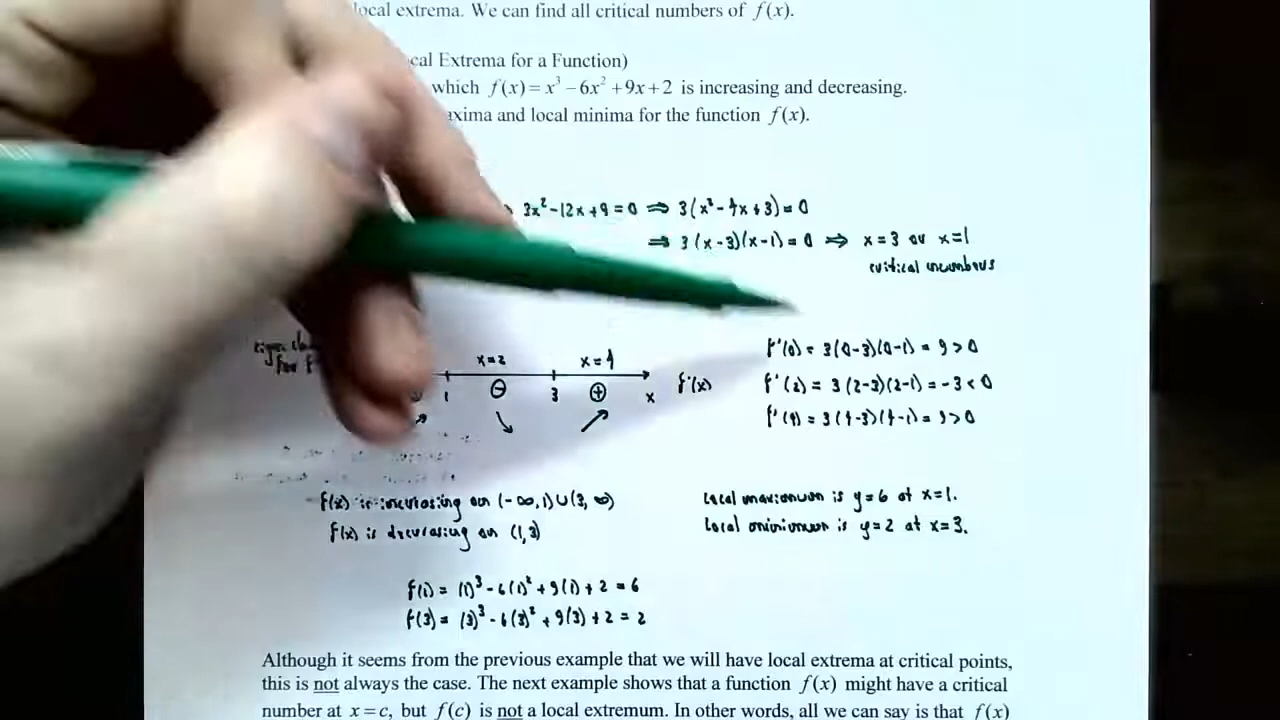 local extrema. We can find all critical numbers of f(x).
cal Extrema for a Function)
which f(x) = x³ − 6x² + 9x + 2 is increasing and decreasing.
axima and local minima for the function f(x).
3x² − 12x + 9 = 0 ⇒ 3(x² − 4x + 3) = 0
⇒ 3(x − 3)(x − 1) = 0 ⇒ x = 3 or x = 1
critical numbers
for f'
x = 2 x = 4
1 ⊖ 3 ⊕ x f'(x)
f'(0) = 3(0−3)(0−1) = 9 > 0
f'(2) = 3(2−3)(2−1) = −3 < 0
f'(4) = 3(4−3)(4−1) = 9 > 0
f(x) is increasing on (−∞, 1) ∪ (3, ∞)
f(x) is decreasing on (1, 3)
Local maximum is y = 6 at x = 1.
Local minimum is y = 2 at x = 3.
f(1) = (1)³ − 6(1)² + 9(1) + 2 = 6
f(3) = (3)³ − 6(3)² + 9(3) + 2 = 2
Although it seems from the previous example that we will have local extrema at critical points,
this is not always the case. The next example shows that a function f(x) might have a critical
number at x = c, but f(c) is not a local extremum. In other words, all we can say is that f(x)